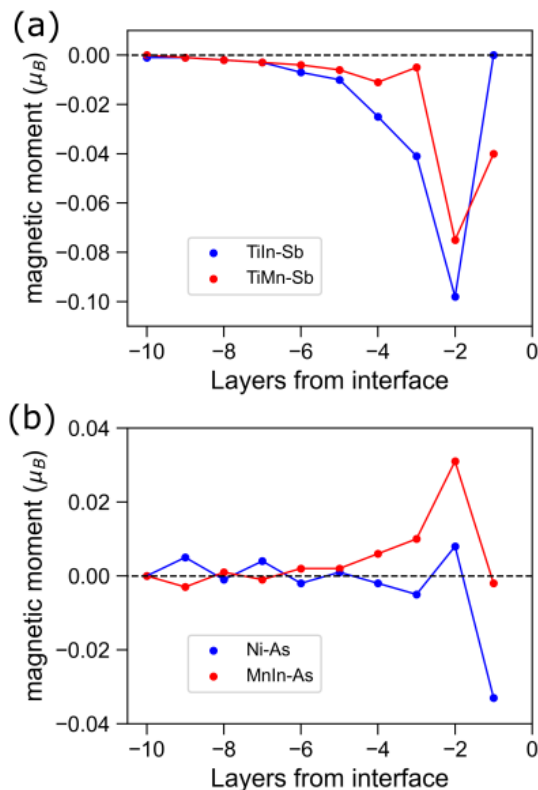 (a)
magnetic moment (μB)
0.00
−0.02
−0.04
−0.06
−0.08
−0.10
TiIn-Sb
TiMn-Sb
−10 −8 −6 −4 −2 0
Layers from interface
(b)
magnetic moment (μB)
0.04
0.02
0.00
−0.02
−0.04
Ni-As
MnIn-As
−10 −8 −6 −4 −2 0
Layers from interface